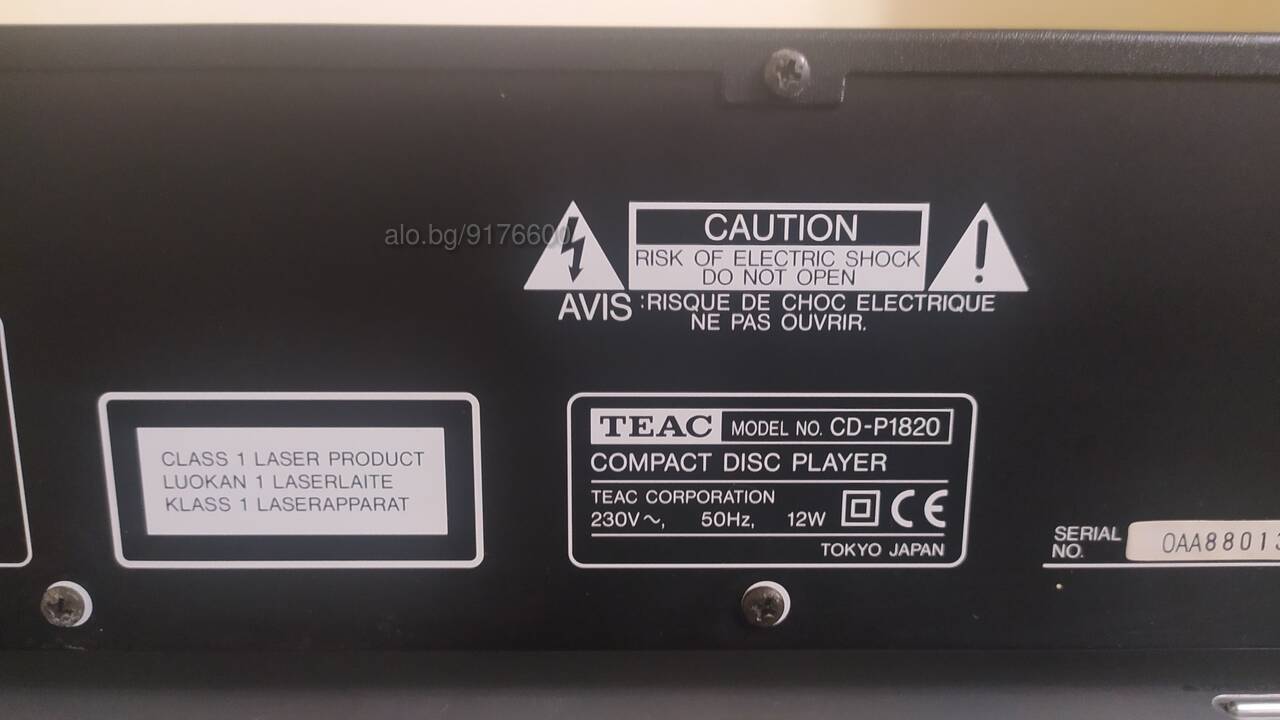 alo.bg/9176600
CAUTION
RISK OF ELECTRIC SHOCK
DO NOT OPEN
AVIS :RISQUE DE CHOC ELECTRIQUE
NE PAS OUVRIR.
CLASS 1 LASER PRODUCT
LUOKAN 1 LASERLAITE
KLASS 1 LASERAPPARAT
TEAC MODEL NO. CD-P1820
COMPACT DISC PLAYER
TEAC CORPORATION
230V~, 50Hz, 12W CE
TOKYO JAPAN
SERIAL
NO. 0AA88013